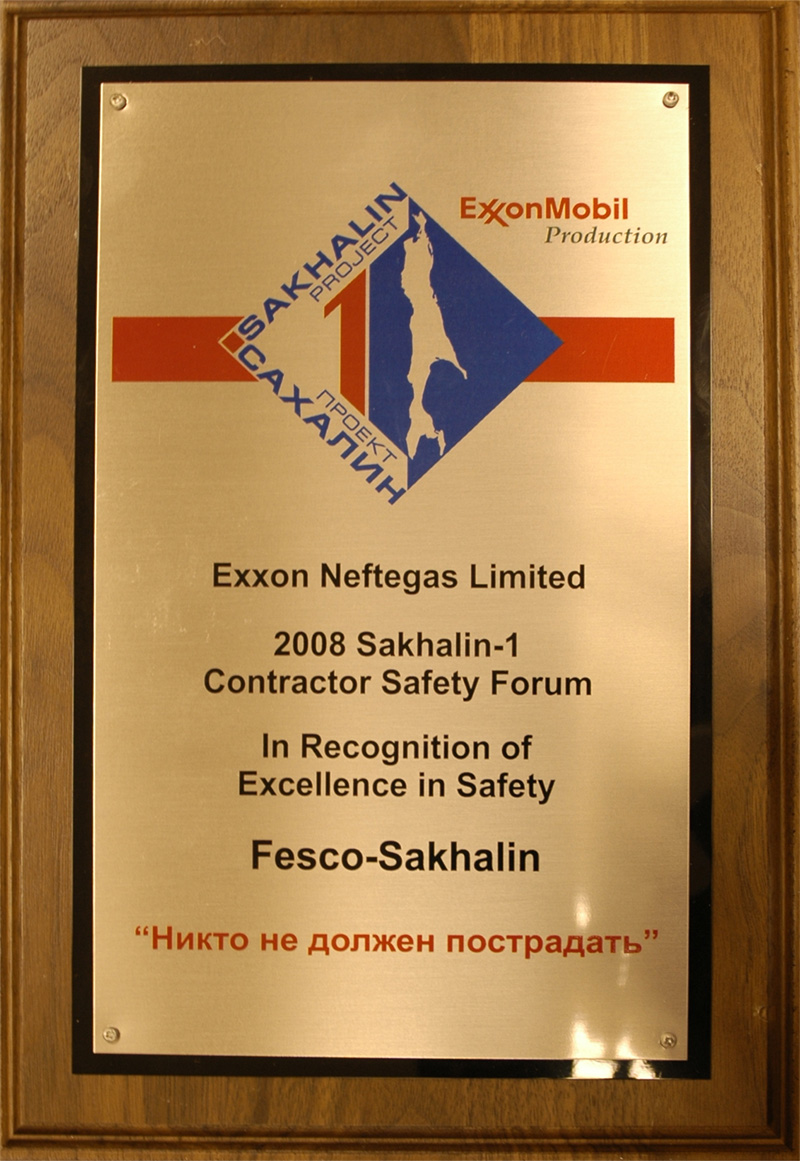 SAKHALIN
PROJECT
1
ПРОЕКТ
САХАЛИН
ExxonMobil
Production
Exxon Neftegas Limited
2008 Sakhalin-1
Contractor Safety Forum
In Recognition of
Excellence in Safety
Fesco-Sakhalin
“Никто не должен пострадать”